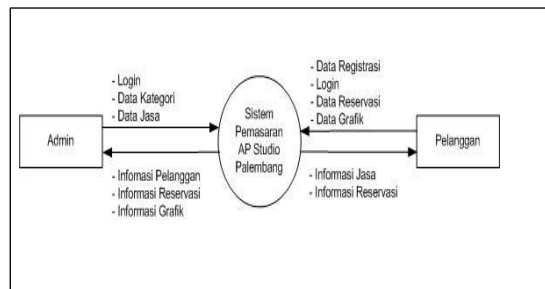 - Login
- Data Kategori
- Data Jasa
Admin
- Infomasi Pelanggan
- Informasi Reservasi
- Informasi Grafik
Sistem
Pemasaran
AP Studio
Palembang
- Data Registrasi
- Login
- Data Reservasi
- Data Grafik
Pelanggan
- Informasi Jasa
- Informasi Reservasi